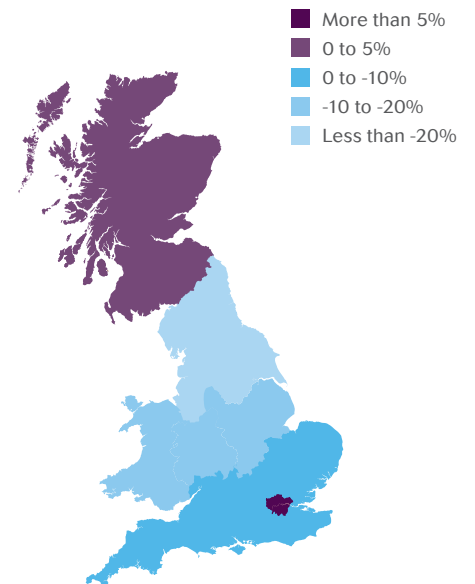 More than 5%
0 to 5%
0 to -10%
-10 to -20%
Less than -20%